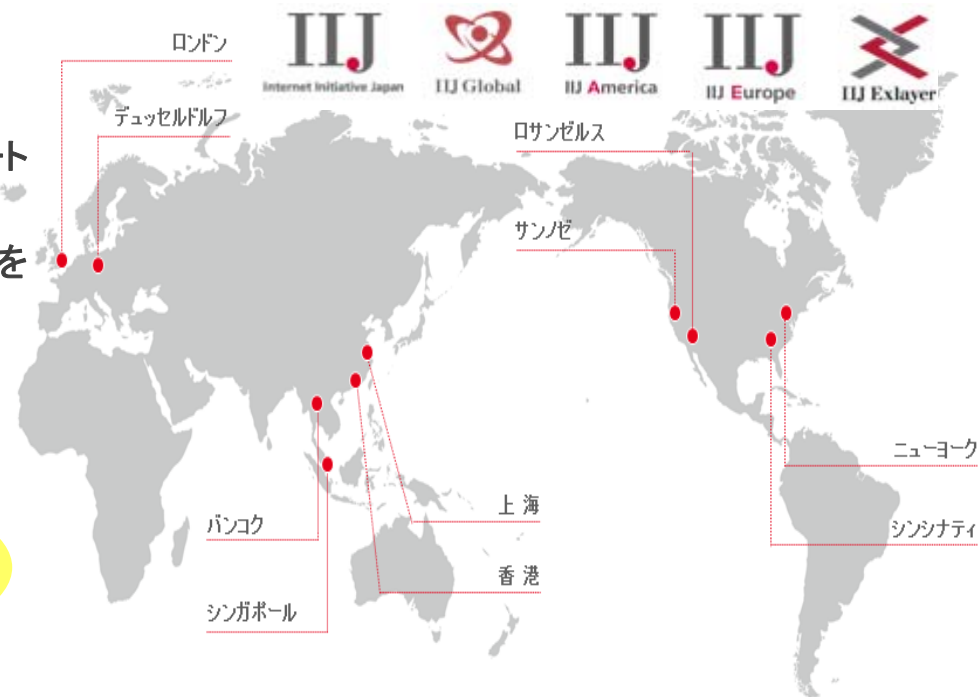 IIJ
Internet Initiative Japan
IIJ Global
IIJ
IIJ America
IIJ
IIJ Europe
IIJ Exlayer
ロンドン
デュッセルドルフ
ート
を
ロサンゼルス
サンノゼ
ニューヨーク
シンシナティ
上 海
香 港
バンコク
シンガポール